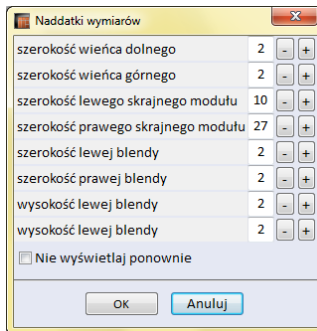 Naddatki wymiarów
szerokość wieńca dolnego 2 - +
szerokość wieńca górnego 2 - +
szerokość lewego skrajnego modułu 10 - +
szerokość prawego skrajnego modułu 27 - +
szerokość lewej blendy 2 - +
szerokość prawej blendy 2 - +
wysokość lewej blendy 2 - +
wysokość lewej blendy 2 - +
Nie wyświetlaj ponownie
OK Anuluj